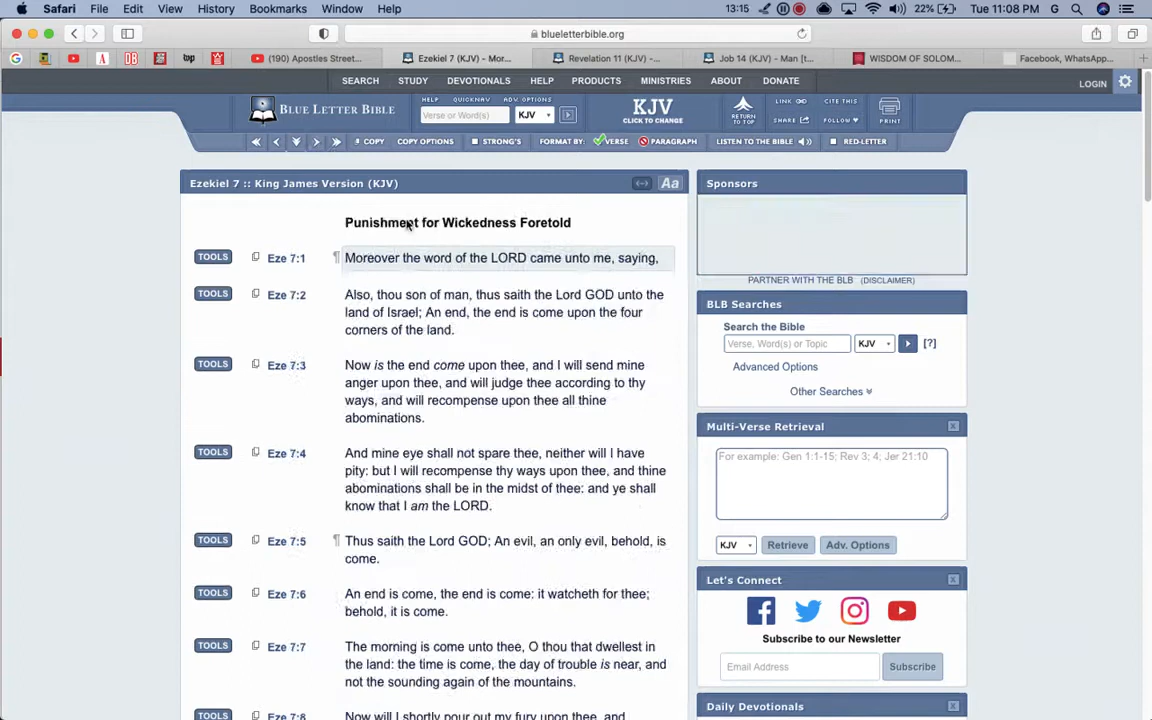 Safari File Edit View History Bookmarks Window Help 13:15 22% Tue 11:08 PM G
blueletterbible.org
(190) Apostles Street... Ezekiel 7 (KJV) - Mor... Revelation 11 (KJV) -... Job 14 (KJV) - Man [t... WISDOM OF SOLOM... Facebook, WhatsApp...
SEARCH STUDY DEVOTIONALS HELP PRODUCTS MINISTRIES ABOUT DONATE LOGIN
HELP QUICKNAV ADV. OPTIONS
BLUE LETTER BIBLE Verse or Word(s) KJV
KJV
CLICK TO CHANGE
RETURN TO TOP
LINK CITE THIS
SHARE FOLLOW PRINT
COPY COPY OPTIONS STRONG'S FORMAT BY: VERSE PARAGRAPH LISTEN TO THE BIBLE RED-LETTER
Ezekiel 7 :: King James Version (KJV) Aa
Punishment for Wickedness Foretold
TOOLS Eze 7:1 ¶ Moreover the word of the LORD came unto me, saying,
TOOLS Eze 7:2 Also, thou son of man, thus saith the Lord GOD unto the
land of Israel; An end, the end is come upon the four
corners of the land.
TOOLS Eze 7:3 Now is the end come upon thee, and I will send mine
anger upon thee, and will judge thee according to thy
ways, and will recompense upon thee all thine
abominations.
TOOLS Eze 7:4 And mine eye shall not spare thee, neither will I have
pity: but I will recompense thy ways upon thee, and thine
abominations shall be in the midst of thee: and ye shall
know that I am the LORD.
TOOLS Eze 7:5 ¶ Thus saith the Lord GOD; An evil, an only evil, behold, is
come.
TOOLS Eze 7:6 An end is come, the end is come: it watcheth for thee;
behold, it is come.
TOOLS Eze 7:7 The morning is come unto thee, O thou that dwellest in
the land: the time is come, the day of trouble is near, and
not the sounding again of the mountains.
TOOLS Eze 7:8 Now will I shortly pour out my fury upon thee, and
Sponsors
PARTNER WITH THE BLB (DISCLAIMER)
BLB Searches
Search the Bible
Verse, Word(s) or Topic KJV [?]
Advanced Options
Other Searches
Multi-Verse Retrieval x
For example: Gen 1:1-15; Rev 3; 4; Jer 21:10
KJV Retrieve Adv. Options
Let's Connect x
Subscribe to our Newsletter
Email Address Subscribe
Daily Devotionals x